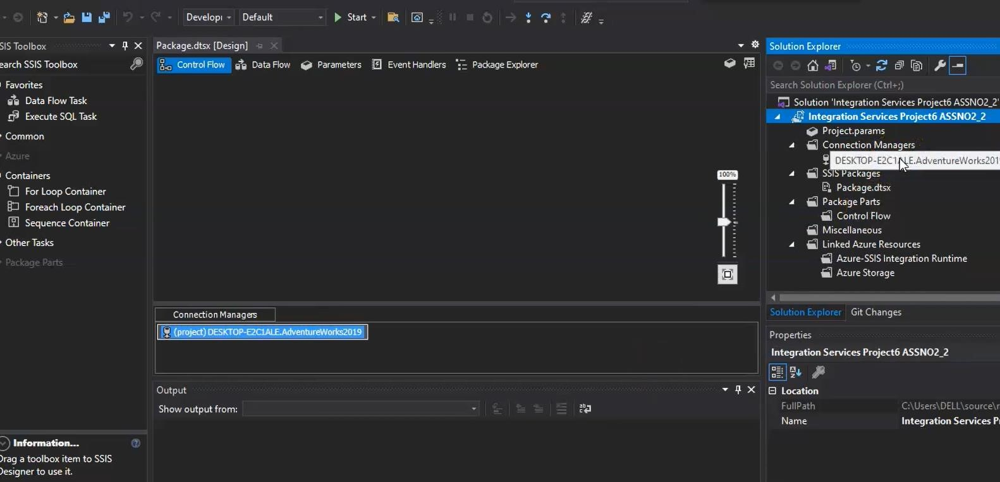 Developi
Default
Start
SIS Toolbox
earch SSIS Toolbox
Favorites
Data Flow Task
Execute SQL Task
Common
Azure
Containers
For Loop Container
Foreach Loop Container
Sequence Container
Other Tasks
Package Parts
Information...
Drag a toolbox item to SSIS
Designer to use it.
Package.dtsx [Design]
Control Flow
Data Flow
Parameters
Event Handlers
Package Explorer
100%
Connection Managers
(project) DESKTOP-E2C1ALE.AdventureWorks2019
Output
Show output from:
Solution Explorer
Search Solution Explorer (Ctrl+;)
Solution 'Integration Services Project6 ASSNO2_2'
Integration Services Project6 ASSNO2_2
Project.params
Connection Managers
DESKTOP-E2C1ALE.AdventureWorks201
SSIS Packages
Package.dtsx
Package Parts
Control Flow
Miscellaneous
Linked Azure Resources
Azure-SSIS Integration Runtime
Azure Storage
Solution Explorer
Git Changes
Properties
Integration Services Project6 ASSNO2_2
Location
FullPath C:\Users\DELL\source\r
Name Integration Services P